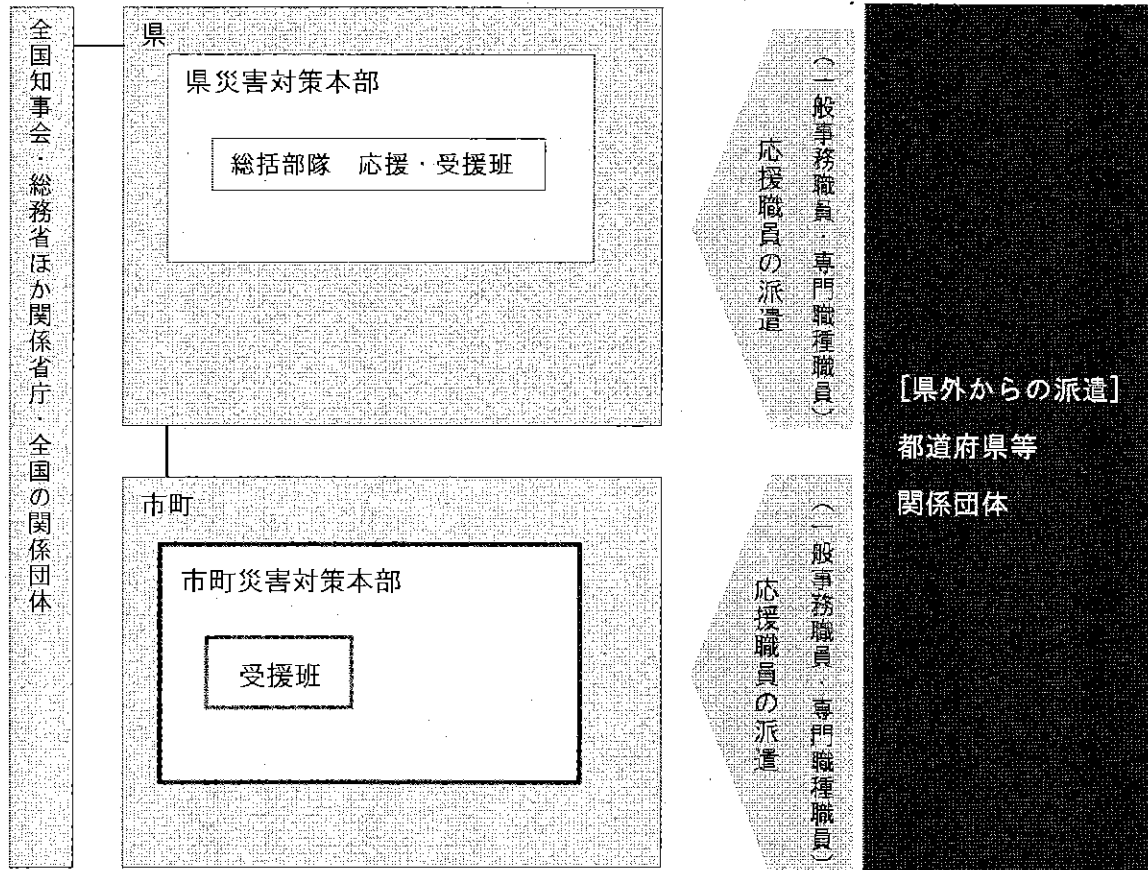 全国知事会・総務省ほか関係省庁・全国の関係団体
県
県災害対策本部
総括部隊　応援・受援班
市町
市町災害対策本部
受援班
応援職員の派遣
（一般事務職員・専門職種職員）
応援職員の派遣
（一般事務職員・専門職種職員）
[県外からの派遣]
都道府県等
関係団体